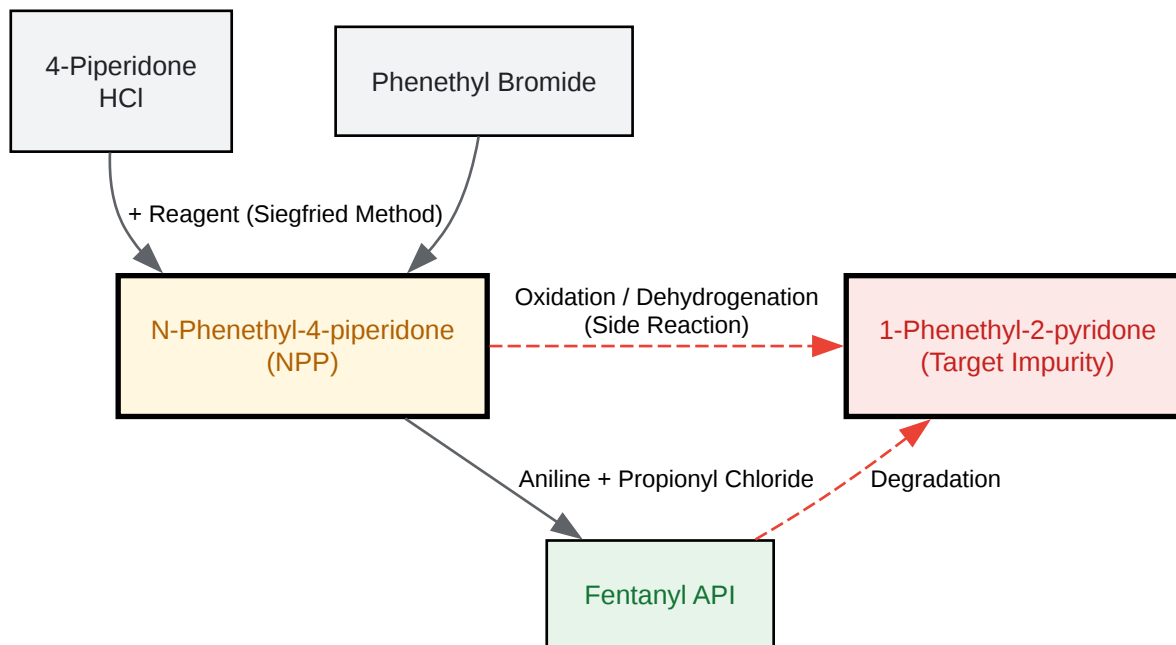 4-Piperidone
HCl
Phenethyl Bromide
+ Reagent (Siegfried Method)
N-Phenethyl-4-piperidone
(NPP)
Oxidation / Dehydrogenation
(Side Reaction)
1-Phenethyl-2-pyridone
(Target Impurity)
Aniline + Propionyl Chloride
Degradation
Fentanyl API